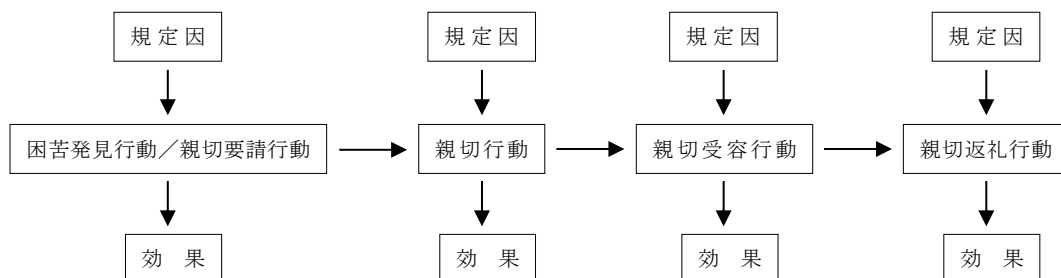 規定因
規定因
規定因
規定因
困苦発見行動／親切要請行動
親切行動
親切受容行動
親切返礼行動
効　果
効　果
効　果
効　果